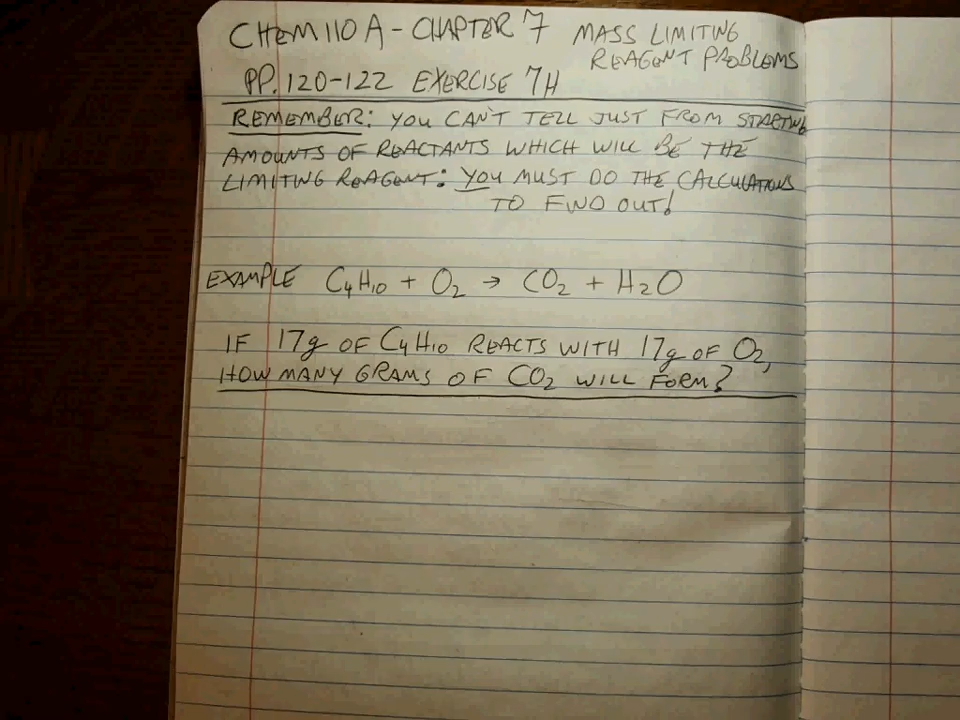 CHEM 110 A - CHAPTER 7 MASS LIMITING
REAGENT PROBLEMS
PP. 120-122 EXERCISE 7H
REMEMBER: YOU CAN'T TELL JUST FROM STARTING
AMOUNTS OF REACTANTS WHICH WILL BE THE
LIMITING REAGENT: YOU MUST DO THE CALCULATIONS
TO FIND OUT!
EXAMPLE C₄H₁₀ + O₂ → CO₂ + H₂O
IF 17g OF C₄H₁₀ REACTS WITH 17g OF O₂,
HOW MANY GRAMS OF CO₂ WILL FORM?